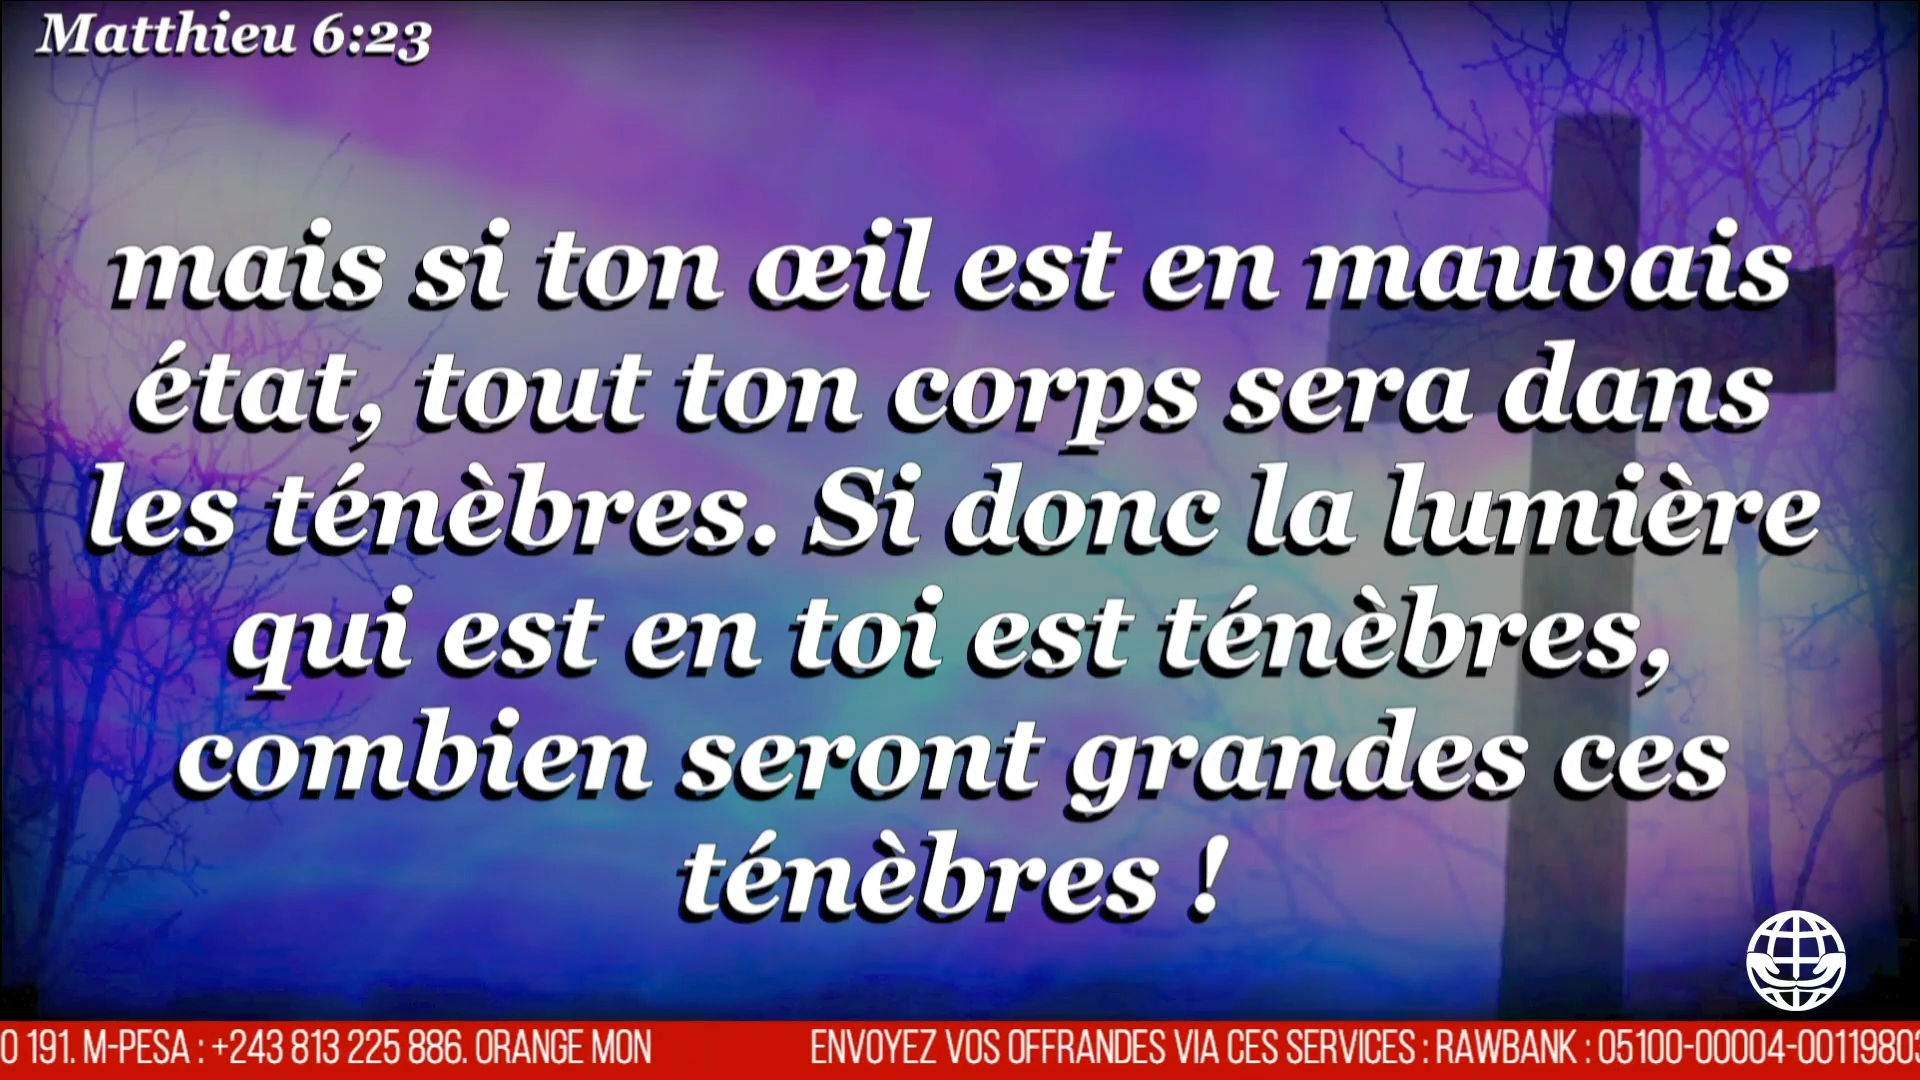 Matthieu 6:23
mais si ton œil est en mauvais
état, tout ton corps sera dans
les ténèbres. Si donc la lumière
qui est en toi est ténèbres,
combien seront grandes ces
ténèbres !
0 191. M-PESA : +243 813 225 886. ORANGE MON ENVOYEZ VOS OFFRANDES VIA CES SERVICES : RAWBANK : 05100-00004-00119803